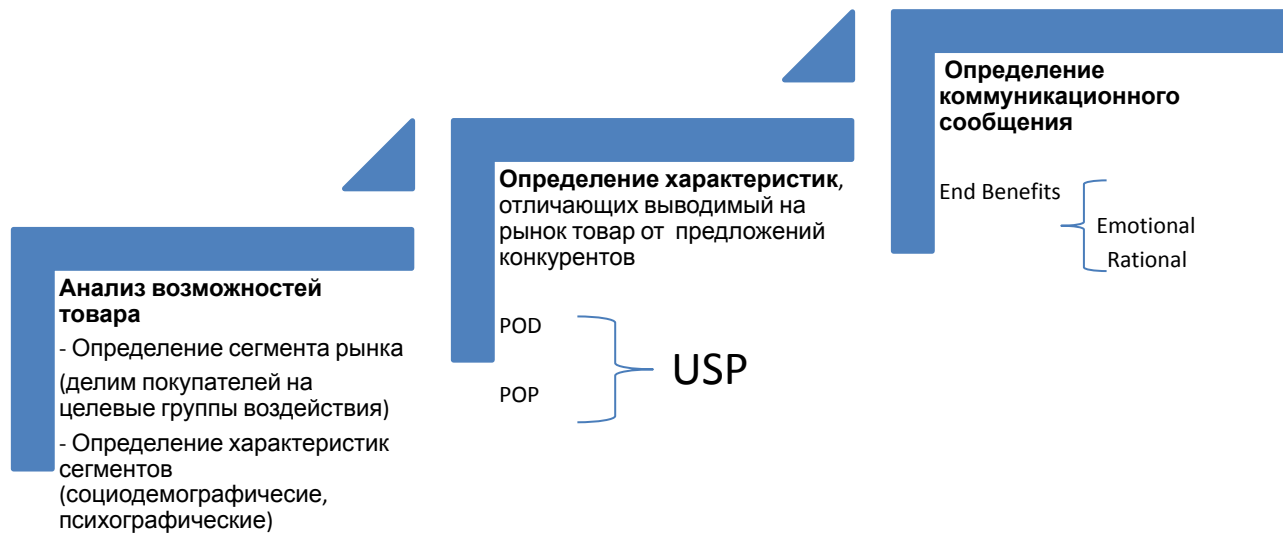 Анализ возможностей
товара
- Определение сегмента рынка
(делим покупателей на
целевые группы воздействия)
- Определение характеристик
сегментов
(социодемографичесие,
психографические)
Определение характеристик,
отличающих выводимый на
рынок товар от предложений
конкурентов
POD
POP
USP
Определение
коммуникационного
сообщения
End Benefits
Emotional
Rational